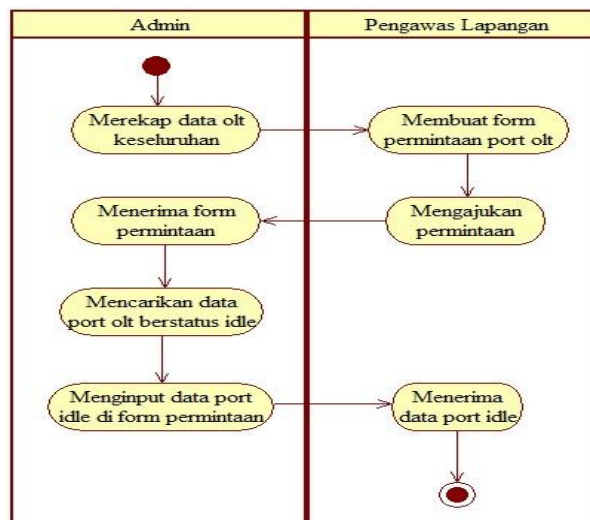 Admin
Pengawas Lapangan
Merekap data olt
keseluruhan
Membuat form
permintaan port olt
Mengajukan
permintaan
Menerima form
permintaan
Mencarikan data
port olt berstatus idle
Menginput data port
idle di form permintaan
Menerima
data port idle